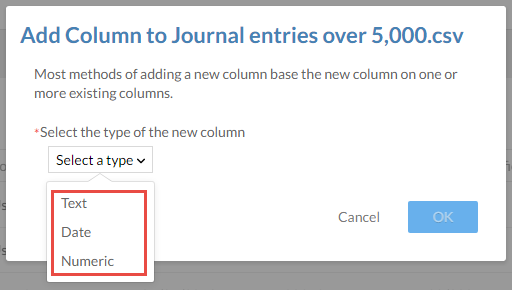 Add Column to Journal entries over 5,000.csv
Most methods of adding a new column base the new column on one or
more existing columns.
*Select the type of the new column
Select a type
Text
Date
Numeric
Cancel
OK